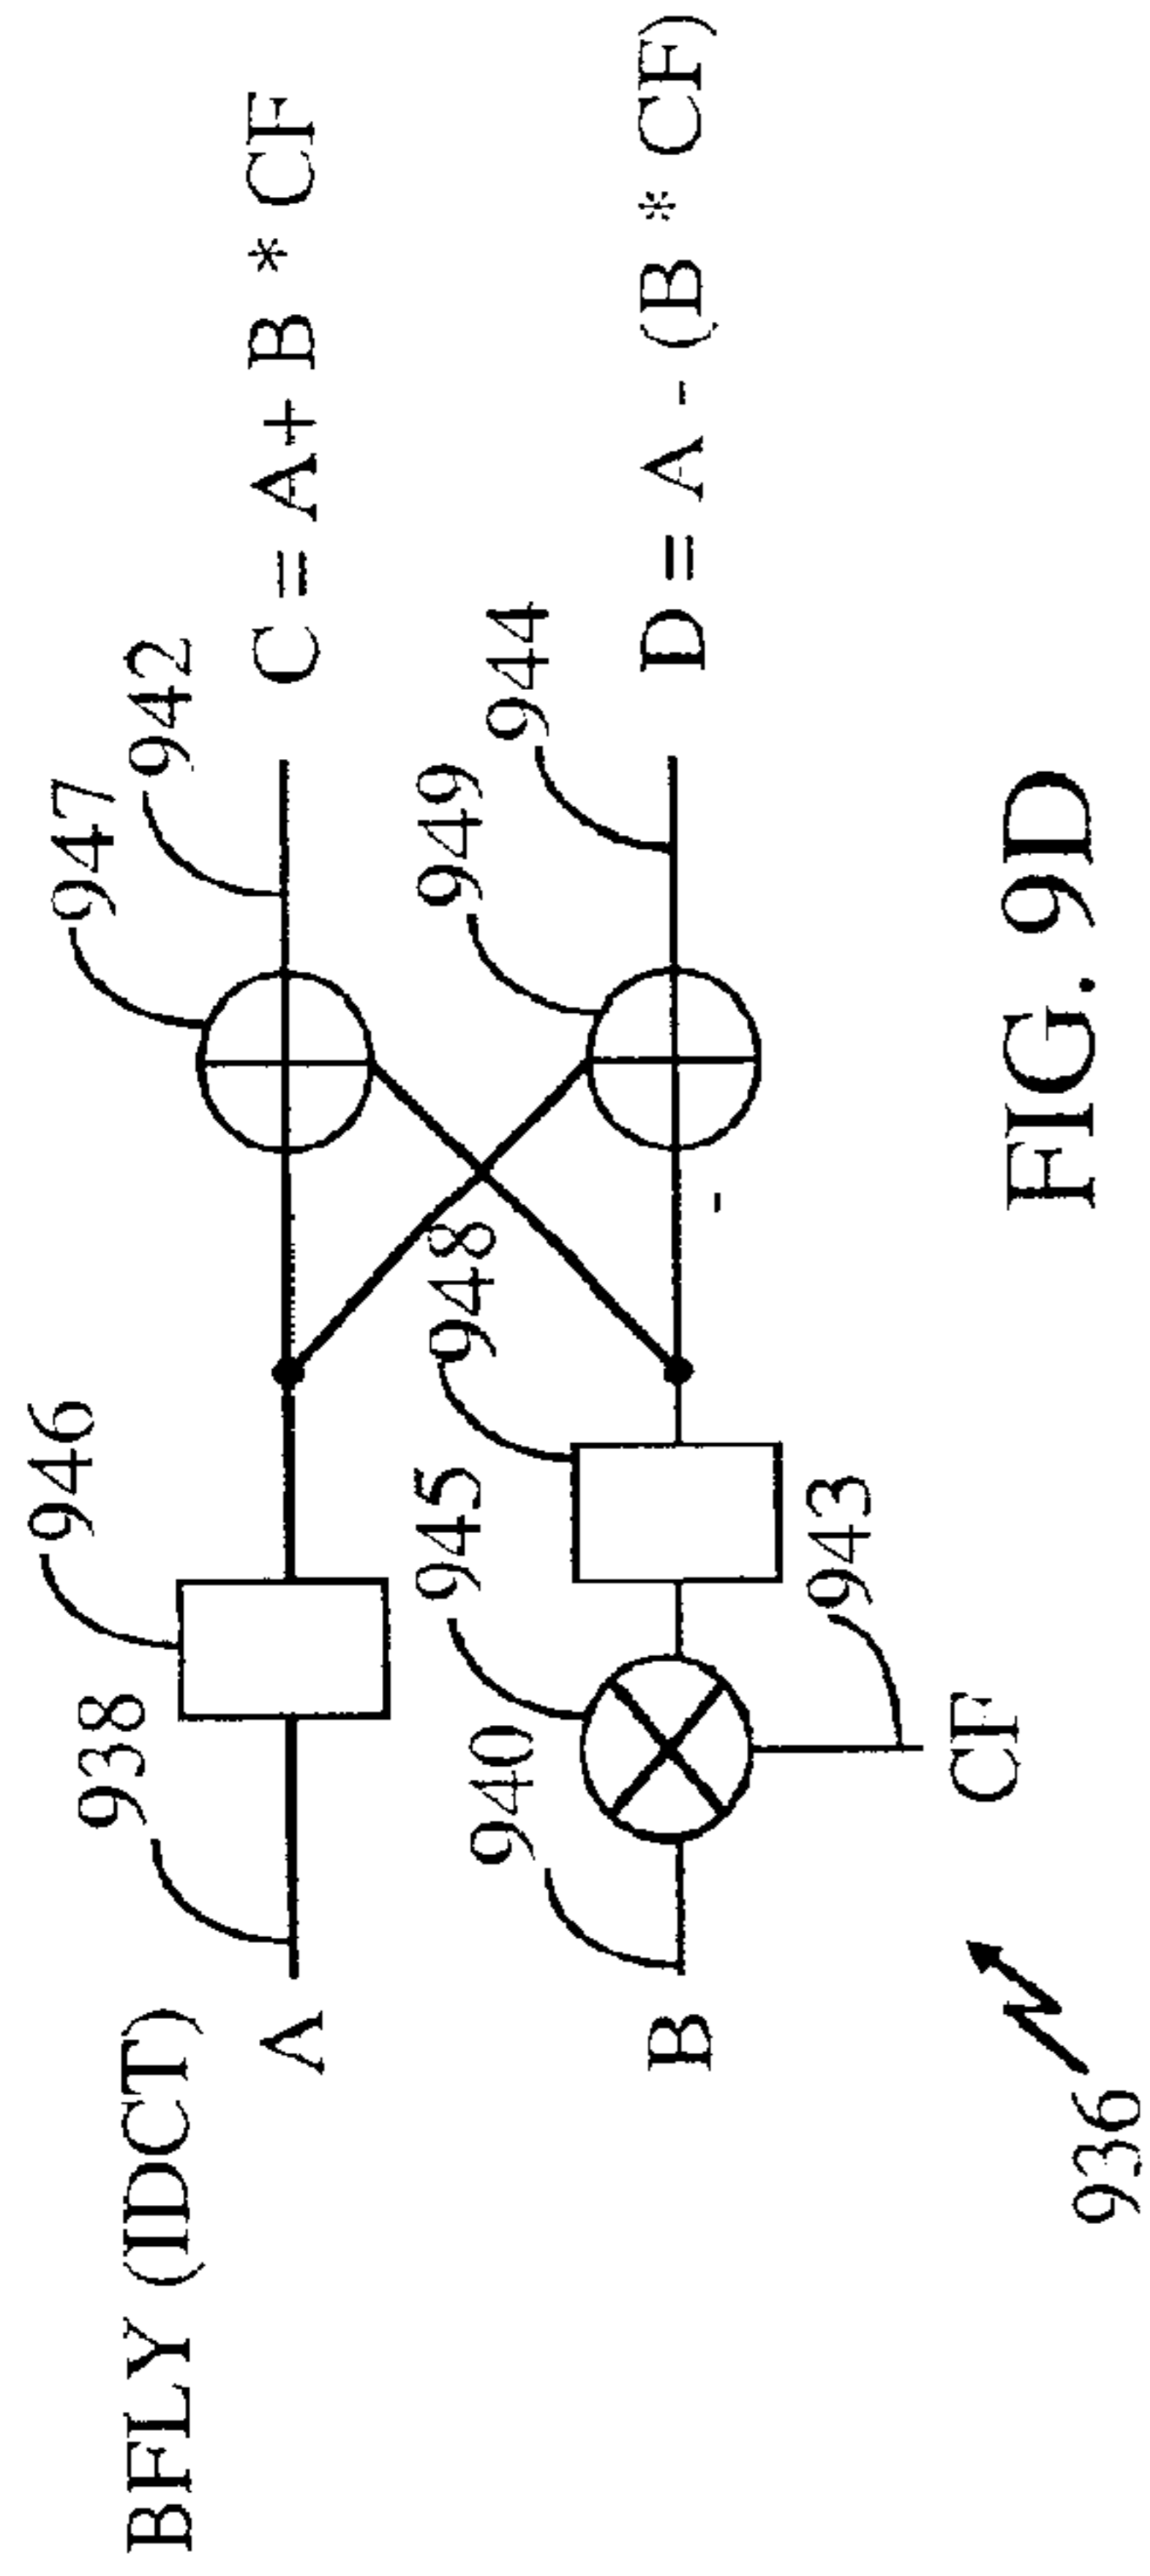 BFLY (IDCT)
946
947
938
942
A
C = A + B * CF
945
948
949
944
940
B
D = A - (B * CF)
-
943
CF
936
FIG. 9D